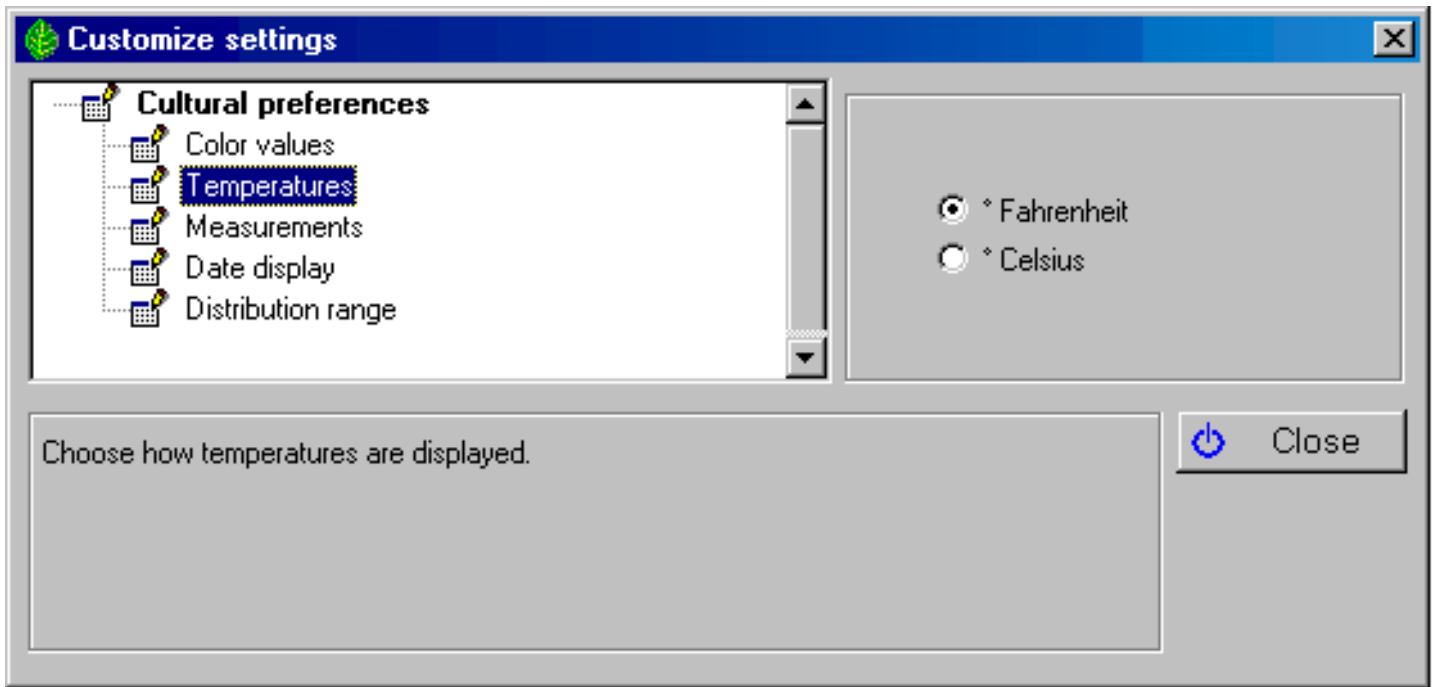 Customize settings
Cultural preferences
Color values
Temperatures
Measurements
Date display
Distribution range
° Fahrenheit
° Celsius
Choose how temperatures are displayed.
Close